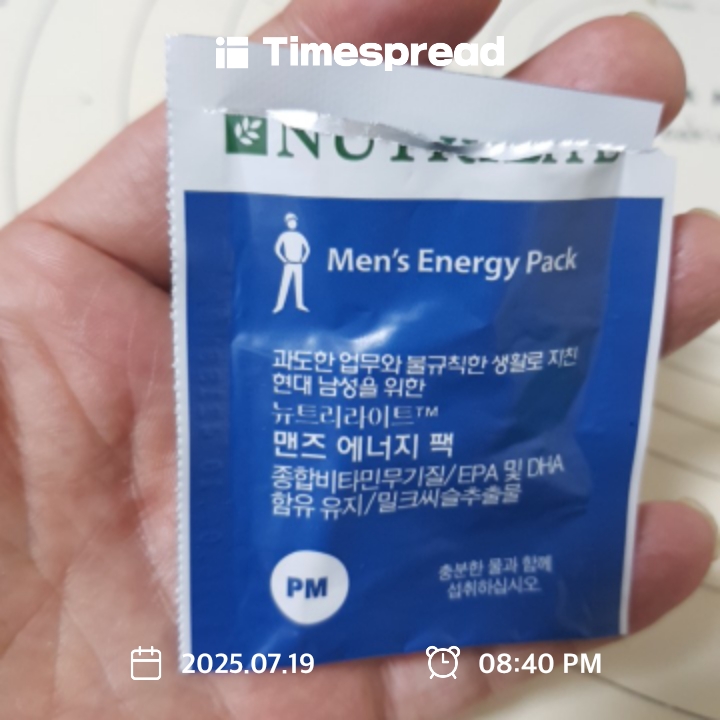 Timespread
NUTRILITE
Men's Energy Pack
과도한 업무와 불규칙한 생활로 지친
현대 남성을 위한
뉴트리라이트™
맨즈 에너지 팩
종합비타민무기질/EPA 및 DHA
함유 유지/밀크씨슬추출물
PM
충분한 물과 함께
섭취하십시오.
2025.07.19
08:40 PM